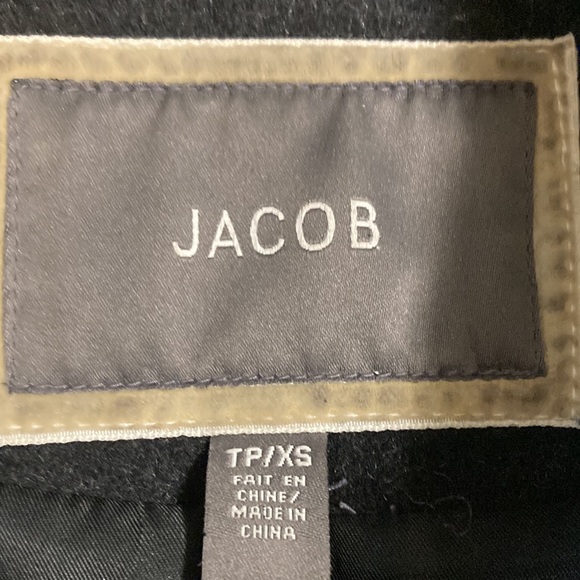 JACOB
TP/XS
FAIT EN
CHINE/
MADE IN
CHINA